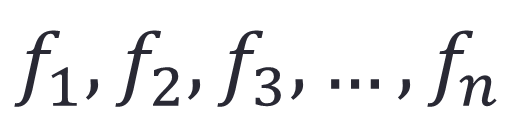 f₁, f₂, f₃, …, fₙ